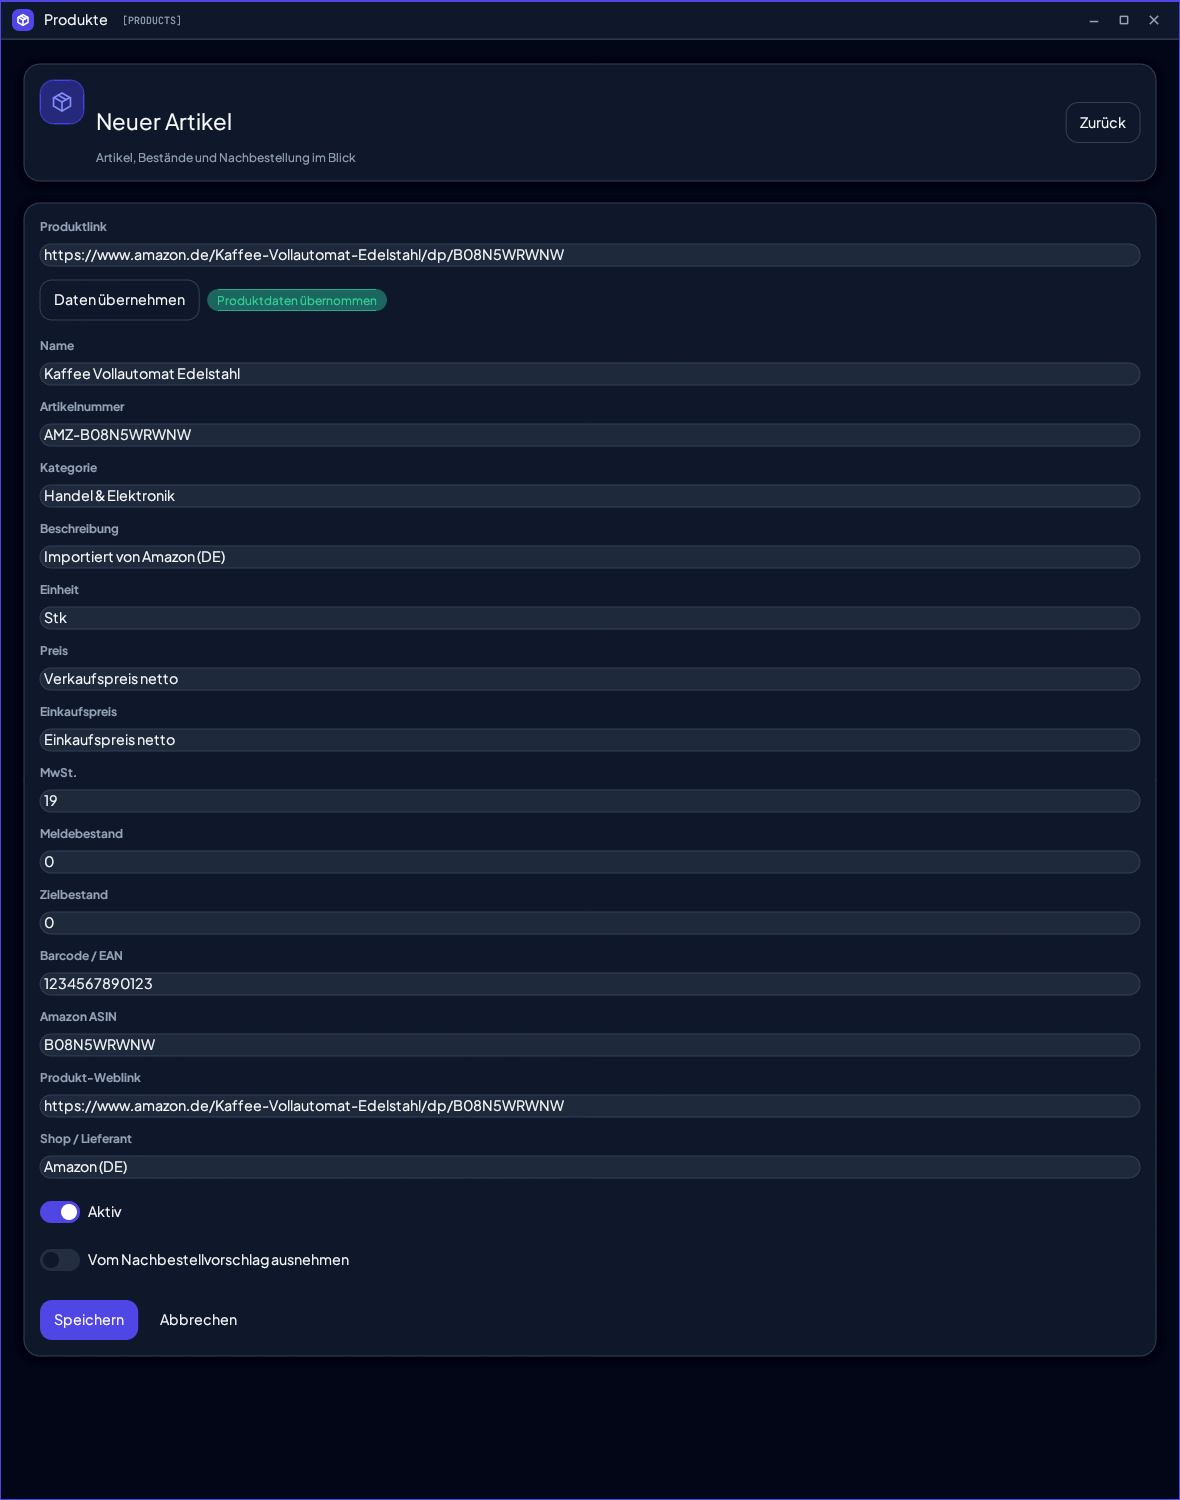 Produkte [PRODUCTS]
Neuer Artikel
Zurück
Artikel, Bestände und Nachbestellung im Blick
Produktlink
https://www.amazon.de/Kaffee-Vollautomat-Edelstahl/dp/B08N5WRWNW
Daten übernehmen Produktdaten übernommen
Name
Kaffee Vollautomat Edelstahl
Artikelnummer
AMZ-B08N5WRWNW
Kategorie
Handel & Elektronik
Beschreibung
Importiert von Amazon (DE)
Einheit
Stk
Preis
Verkaufspreis netto
Einkaufspreis
Einkaufspreis netto
MwSt.
19
Meldebestand
0
Zielbestand
0
Barcode / EAN
1234567890123
Amazon ASIN
B08N5WRWNW
Produkt-Weblink
https://www.amazon.de/Kaffee-Vollautomat-Edelstahl/dp/B08N5WRWNW
Shop / Lieferant
Amazon (DE)
Aktiv
Vom Nachbestellvorschlag ausnehmen
Speichern Abbrechen